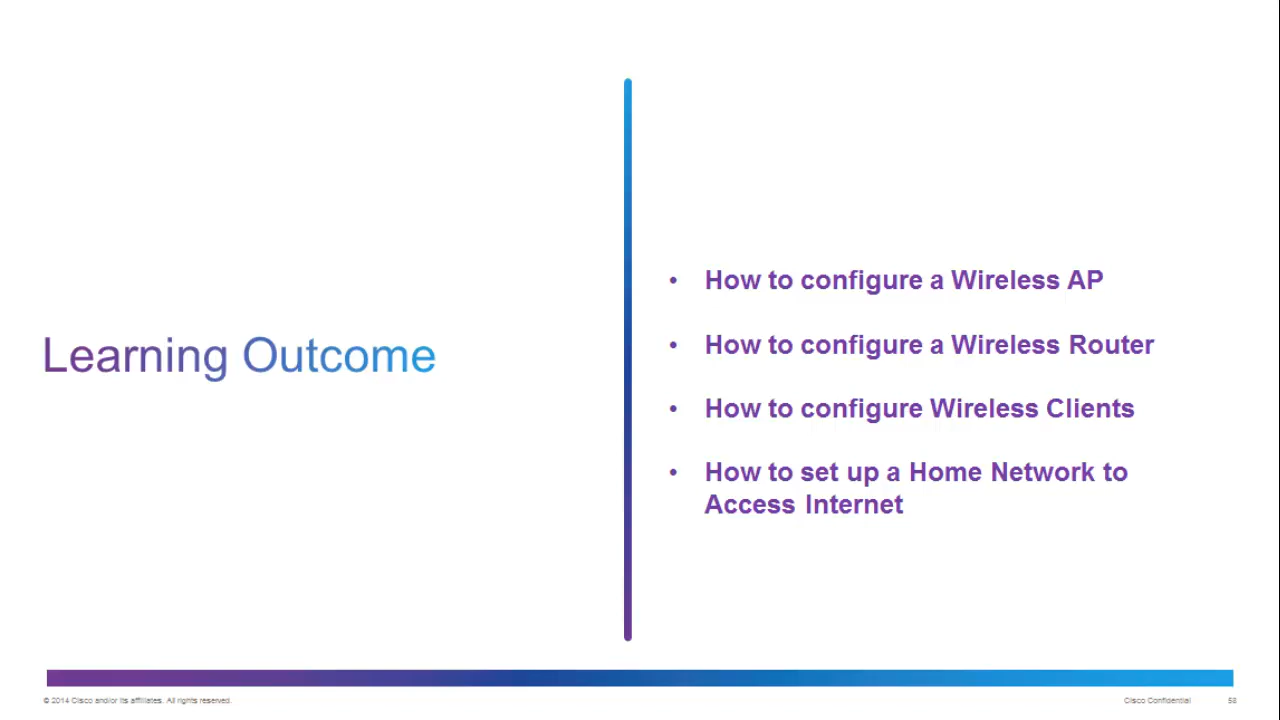 Learning Outcome
• How to configure a Wireless AP
• How to configure a Wireless Router
• How to configure Wireless Clients
• How to set up a Home Network to
Access Internet
© 2014 Cisco and/or its affiliates. All rights reserved.
Cisco Confidential
58